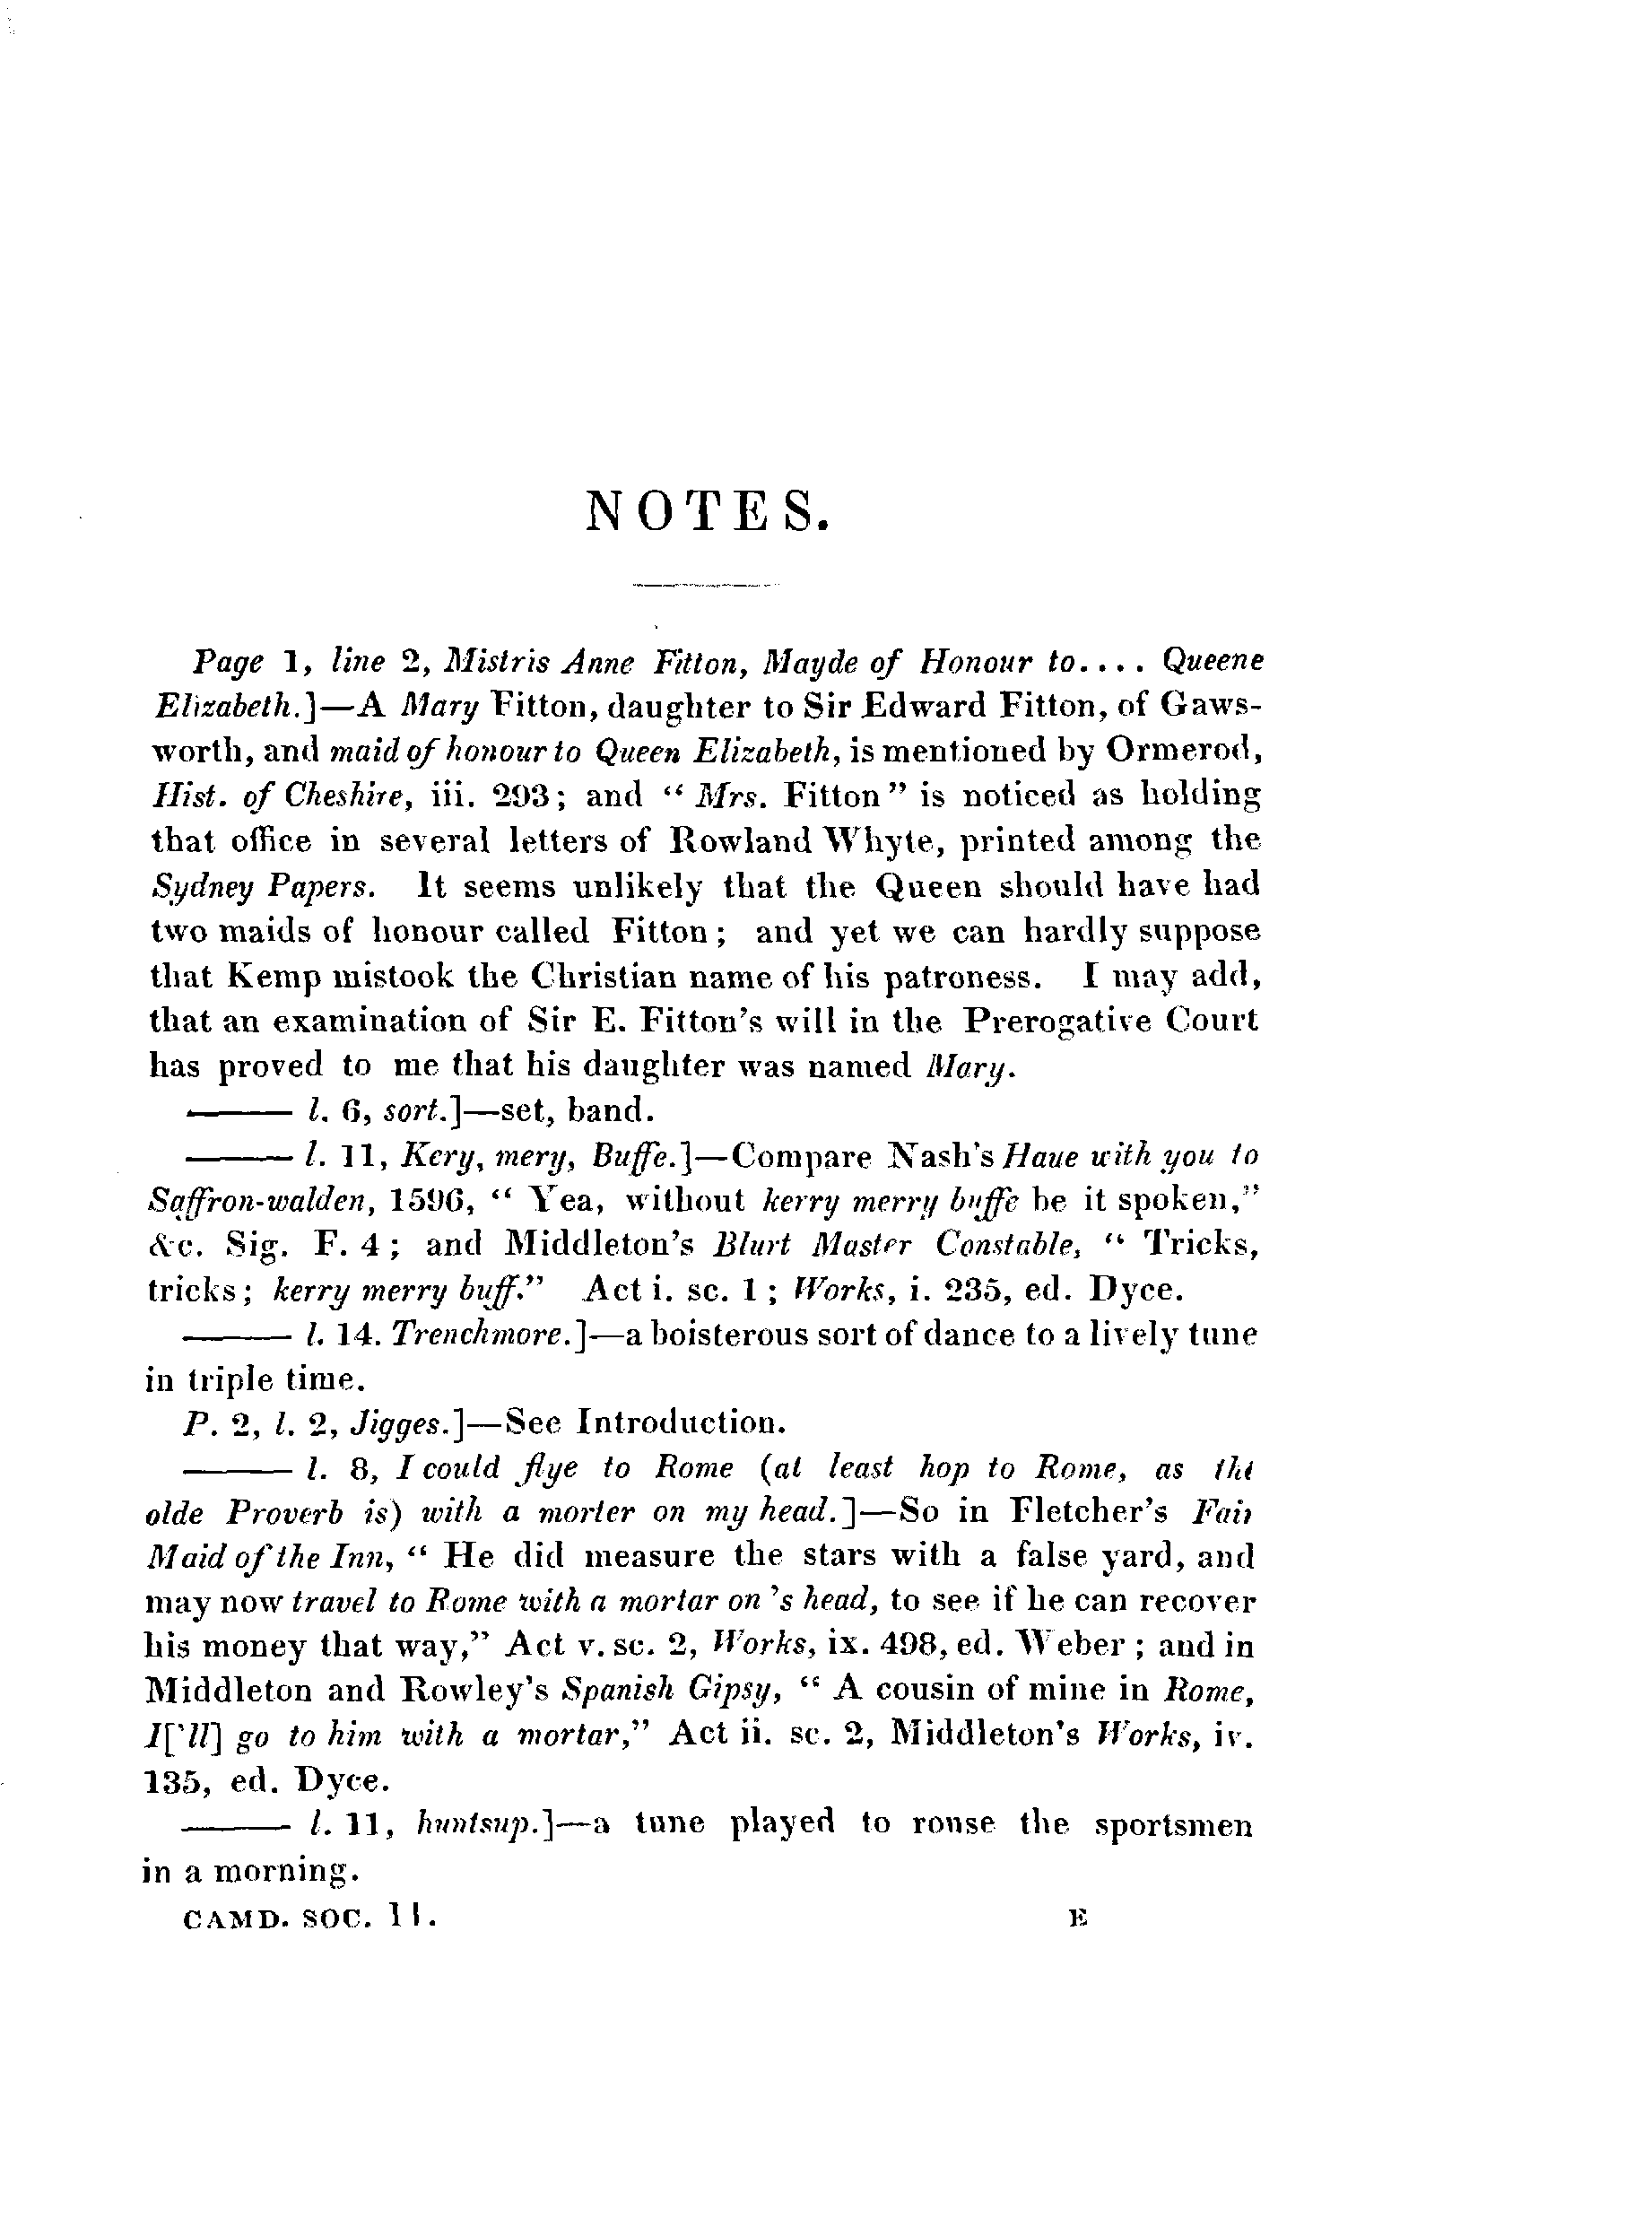 NOTES.
Page 1, line 2, Mistris Anne Fitton, Mayde of Honour to.... Queene
Elizabeth.]—A Mary Fitton, daughter to Sir Edward Fitton, of Gaws-
worth, and maid of honour to Queen Elizabeth, is mentioned by Ormerod,
Hist. of Cheshire, iii. 293; and “ Mrs. Fitton” is noticed as holding
that office in several letters of Rowland Whyte, printed among the
Sydney Papers. It seems unlikely that the Queen should have had
two maids of honour called Fitton; and yet we can hardly suppose
that Kemp mistook the Christian name of his patroness. I may add,
that an examination of Sir E. Fitton's will in the Prerogative Court
has proved to me that his daughter was named Mary.
——— l. 6, sort.]—set, band.
——— l. 11, Kery, mery, Buffe.]—Compare Nash's Haue with you to
Saffron-walden, 1596, “ Yea, without kerry merry buffe be it spoken,”
&c. Sig. F. 4; and Middleton's Blurt Master Constable, “ Tricks,
tricks; kerry merry buff.” Act i. sc. 1; Works, i. 235, ed. Dyce.
——— l. 14. Trenchmore.]—a boisterous sort of dance to a lively tune
in triple time.
P. 2, l. 2, Jigges.]—See Introduction.
——— l. 8, I could flye to Rome (at least hop to Rome, as the
olde Proverb is) with a morter on my head.]—So in Fletcher's Fair
Maid of the Inn, “ He did measure the stars with a false yard, and
may now travel to Rome with a mortar on 's head, to see if he can recover
his money that way,” Act v. sc. 2, Works, ix. 498, ed. Weber; and in
Middleton and Rowley's Spanish Gipsy, “ A cousin of mine in Rome,
I['ll] go to him with a mortar,” Act ii. sc. 2, Middleton's Works, iv.
135, ed. Dyce.
——— l. 11, huntsup.]—a tune played to rouse the sportsmen
in a morning.
CAMD. SOC. 11. E